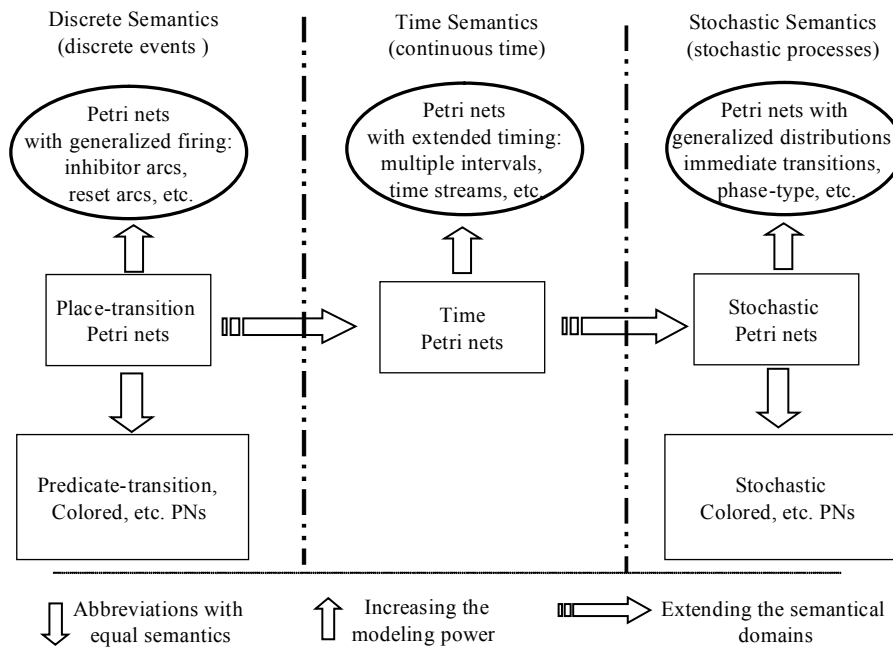 Discrete Semantics
(discrete events )
Time Semantics
(continuous time)
Stochastic Semantics
(stochastic processes)
Petri nets
with generalized firing:
inhibitor arcs,
reset arcs, etc.
Petri nets
with extended timing:
multiple intervals,
time streams, etc.
Petri nets with
generalized distributions
immediate transitions,
phase-type, etc.
Place-transition
Petri nets
Time
Petri nets
Stochastic
Petri nets
Predicate-transition,
Colored, etc. PNs
Stochastic
Colored, etc. PNs
Abbreviations with
equal semantics
Increasing the
modeling power
Extending the semantical
domains